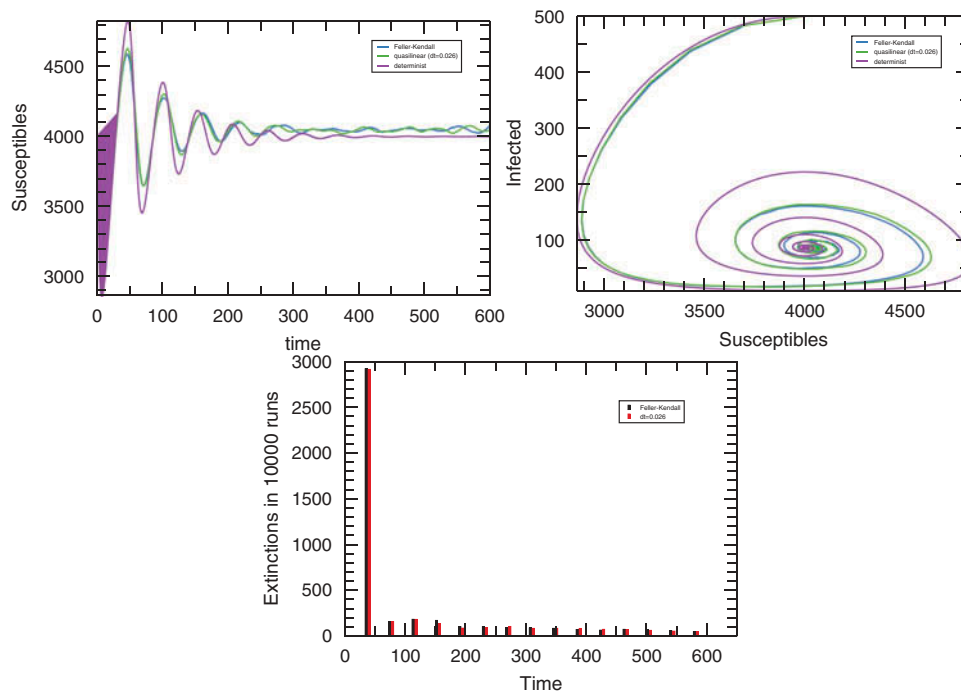 Susceptibles
4500
4000
3500
3000
Feller-Kendall
quasilinear (dt=0.026)
determinist
0
100
200
300
400
500
600
time
Infected
500
400
300
200
100
Feller-Kendall
quasilinear (dt=0.026)
determinist
3000
3500
4000
4500
Susceptibles
Extinctions in 10000 runs
3000
2500
2000
1500
1000
500
0
Feller-Kendall
dt=0.026
0
100
200
300
400
500
600
Time